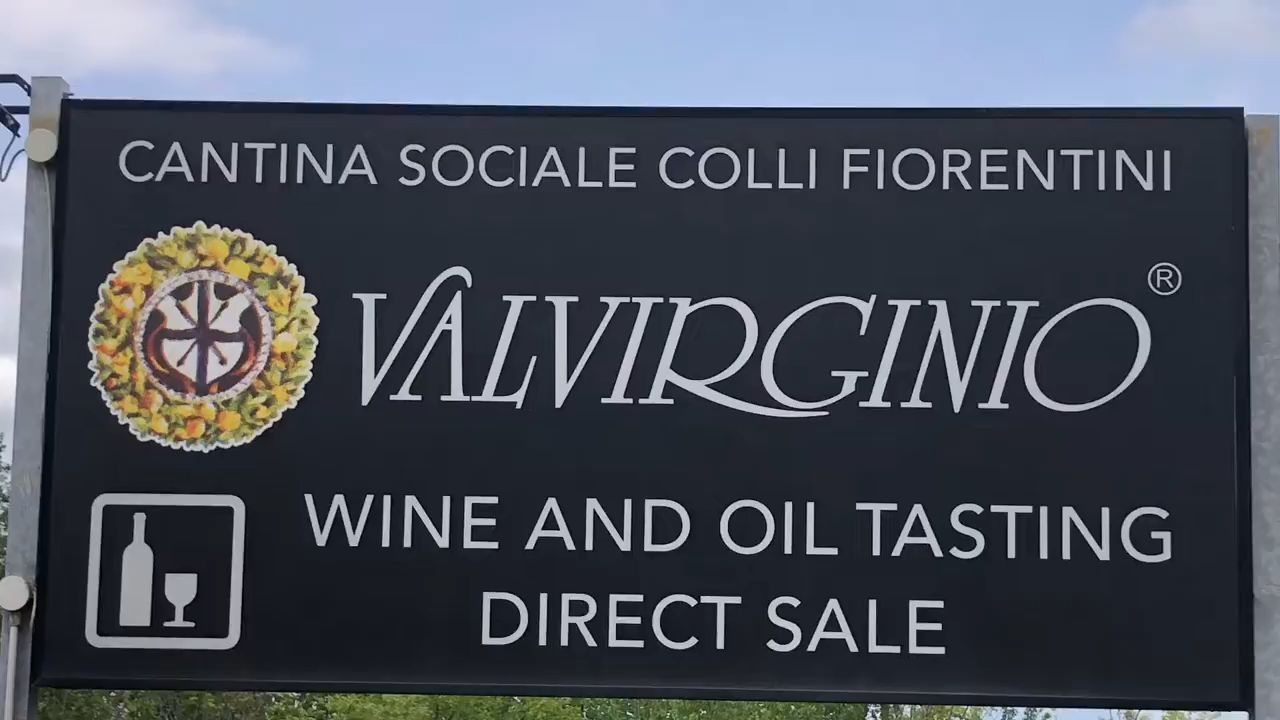 CANTINA SOCIALE COLLI FIORENTINI
VALVIRGINIO®
WINE AND OIL TASTING
DIRECT SALE